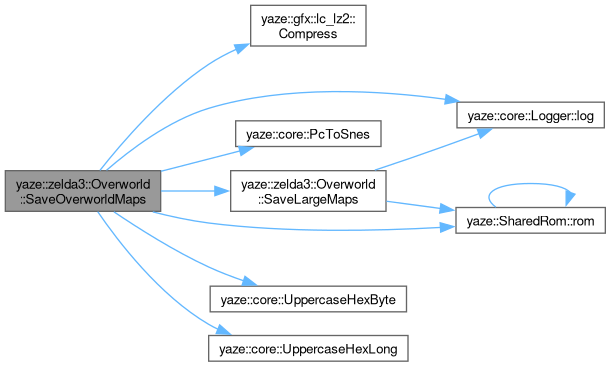 yaze::gfx::lc_lz2::
Compress
yaze::core::Logger::log
yaze::core::PcToSnes
yaze::zelda3::Overworld
::SaveOverworldMaps
yaze::zelda3::Overworld
::SaveLargeMaps
yaze::SharedRom::rom
yaze::core::UppercaseHexByte
yaze::core::UppercaseHexLong